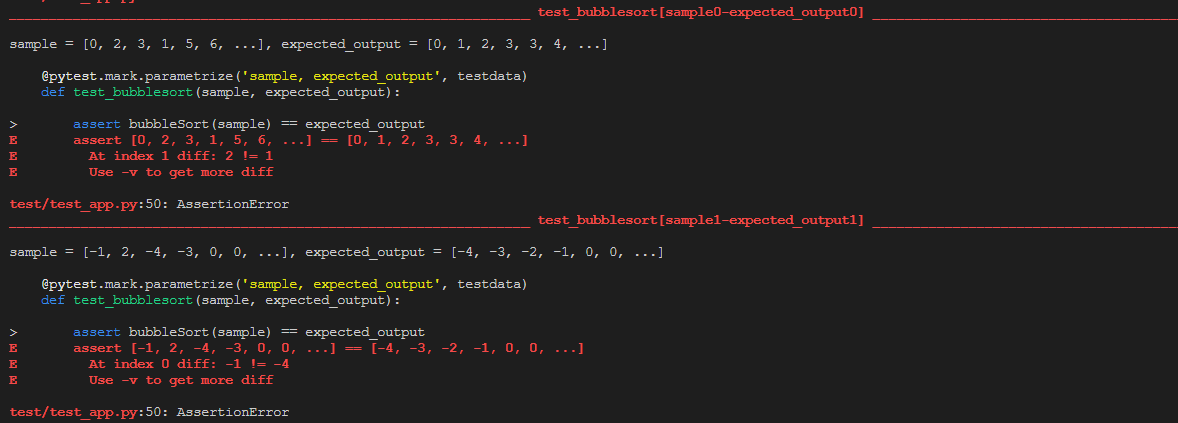 test_bubblesort[sample0-expected_output0]
sample = [0, 2, 3, 1, 5, 6, ...], expected_output = [0, 1, 2, 3, 3, 4, ...]
@pytest.mark.parametrize('sample, expected_output', testdata)
def test_bubblesort(sample, expected_output):
> assert bubbleSort(sample) == expected_output
E assert [0, 2, 3, 1, 5, 6, ...] == [0, 1, 2, 3, 3, 4, ...]
E At index 1 diff: 2 != 1
E Use -v to get more diff
test/test_app.py:50: AssertionError
test_bubblesort[sample1-expected_output1]
sample = [-1, 2, -4, -3, 0, 0, ...], expected_output = [-4, -3, -2, -1, 0, 0, ...]
@pytest.mark.parametrize('sample, expected_output', testdata)
def test_bubblesort(sample, expected_output):
> assert bubbleSort(sample) == expected_output
E assert [-1, 2, -4, -3, 0, 0, ...] == [-4, -3, -2, -1, 0, 0, ...]
E At index 0 diff: -1 != -4
E Use -v to get more diff
test/test_app.py:50: AssertionError